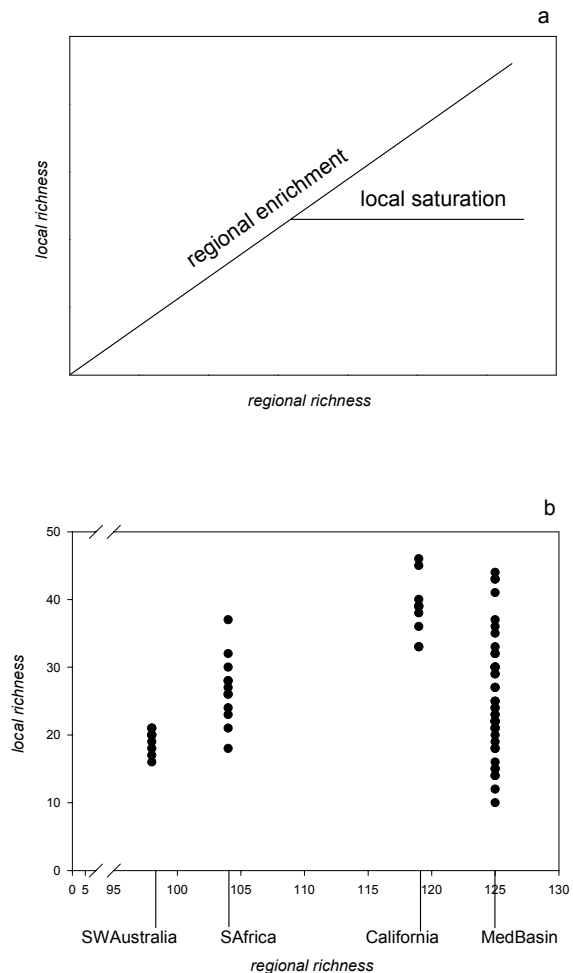 a
local richness
regional enrichment
local saturation
regional richness
b
50
40
30
20
10
0
local richness
0 5 95 100 105 110 115 120 125 130
SWAustralia SAfrica California MedBasin
regional richness